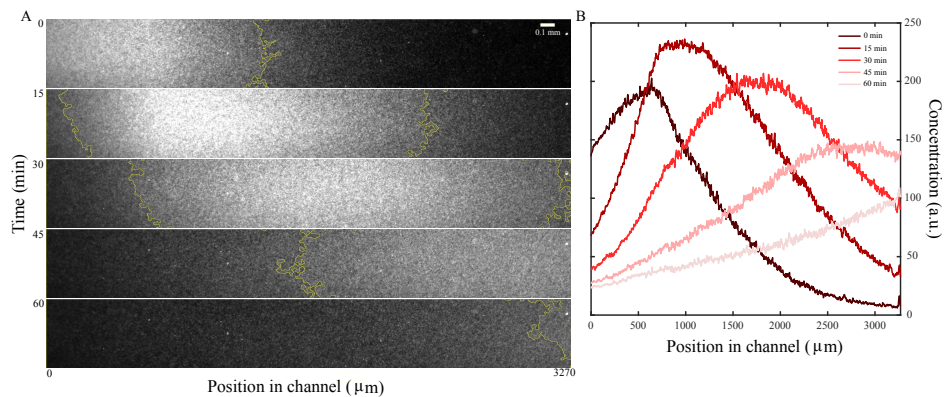 A
0
15
30
45
60
Time (min)
0.1 mm
0
3270
Position in channel (μm)
B
0 min
15 min
30 min
45 min
60 min
250
200
150
100
50
0
Concentration (a.u.)
0
500
1000
1500
2000
2500
3000
Position in channel (μm)